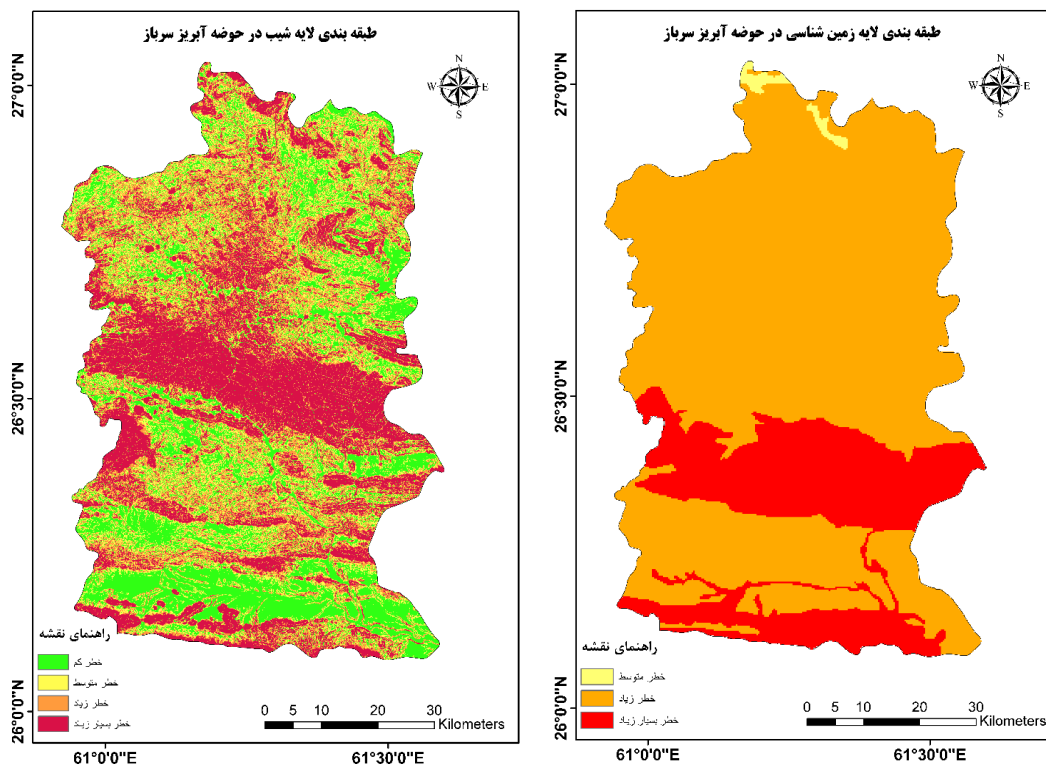 طبقه بندی لایه شیب در حوضه آبریز سرباز
N
W E
S
27°0'0"N
26°30'0"N
26°0'0"N
راهنمای نقشه
خطر کم
خطر متوسط
خطر زیاد
خطر بسیار زیاد
0 5 10 20 30
Kilometers
61°0'0"E
61°30'0"E
طبقه بندی لایه زمین شناسی در حوضه آبریز سرباز
N
W E
S
27°0'0"N
26°30'0"N
26°0'0"N
راهنمای نقشه
خطر متوسط
خطر زیاد
خطر بسیار زیاد
0 5 10 20 30
Kilometers
61°0'0"E
61°30'0"E